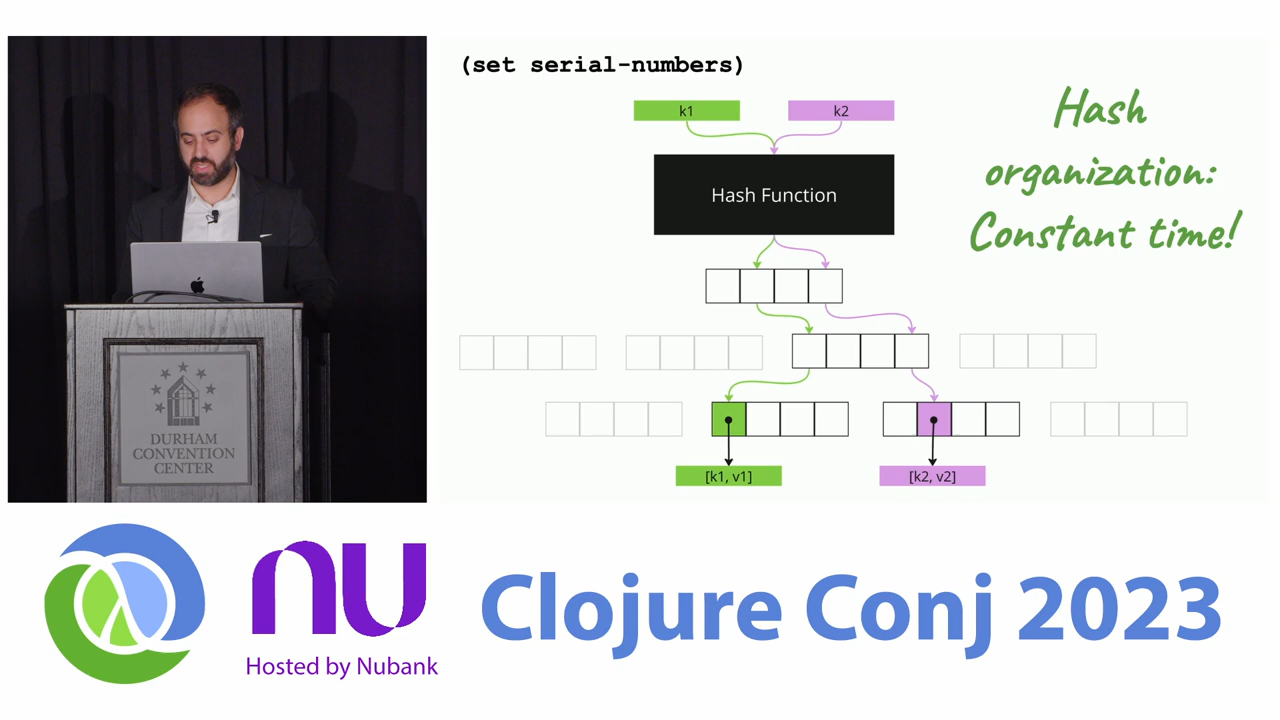 (set serial-numbers)
k1
k2
Hash Function
[k1, v1]
[k2, v2]
Hash
organization:
Constant time!
DURHAM
CONVENTION
CENTER
nu
Hosted by Nubank
Clojure Conj 2023